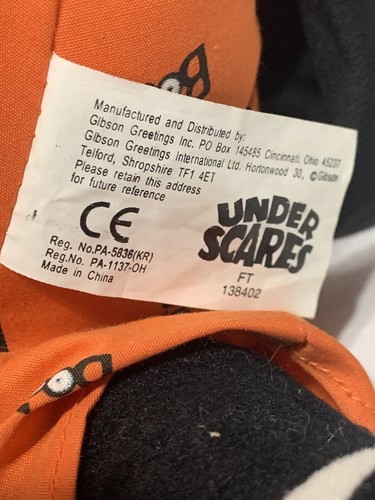 Manufactured and Distributed by:
Gibson Greetings Inc. PO Box 145485 Cincinnati, Ohio 45237
Gibson Greetings International Ltd. Hortonwood 30, ©Gibson
Telford, Shropshire TF1 4ET
Please retain this address
for future reference
CE
Reg. No.PA-5836(KR)
Reg.No. PA-1137-OH
Made in China
UNDER
SCARES
FT
138402